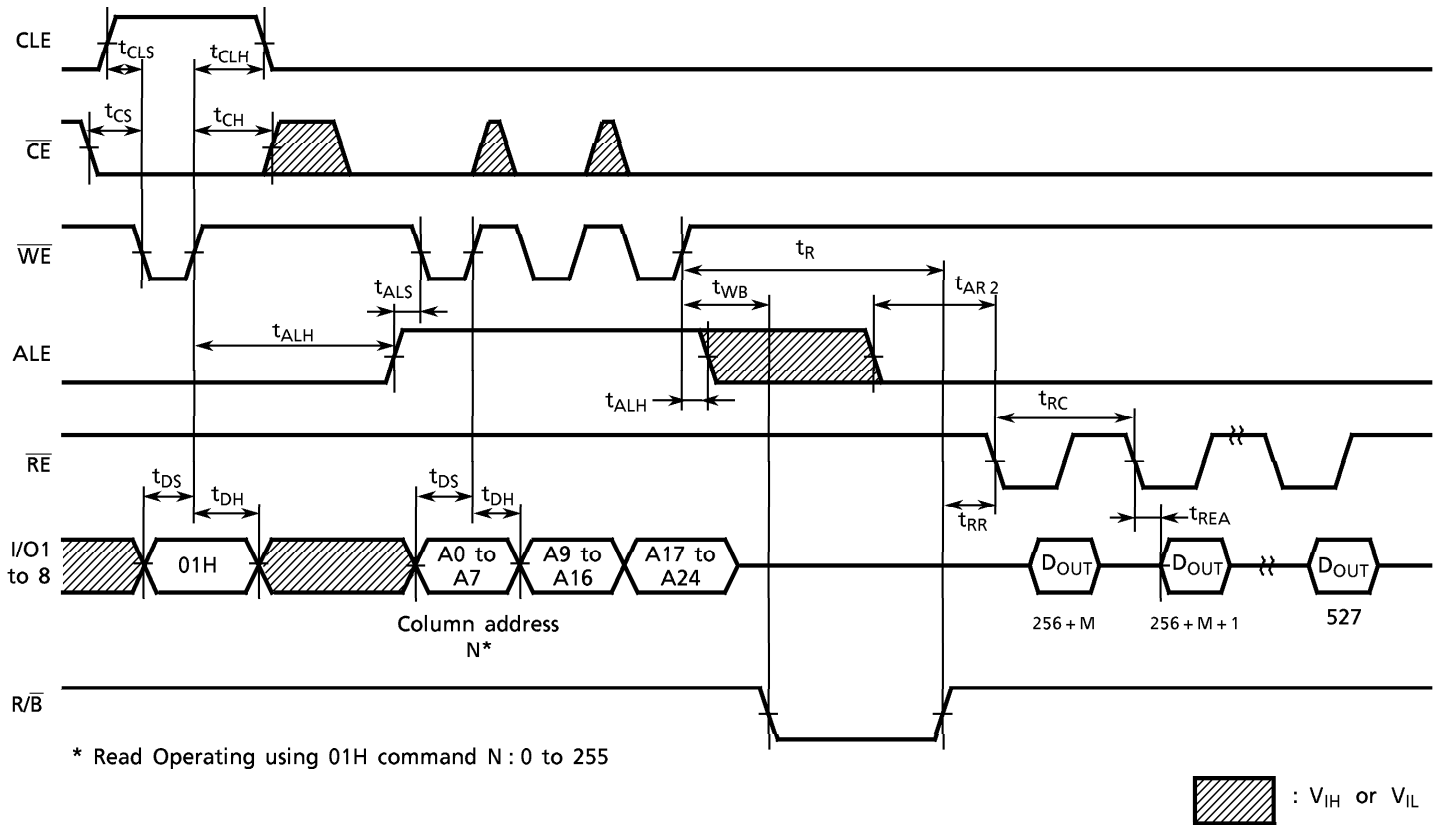 CLE
tCLS
tCLH
CE
tCS
tCH
WE
tR
tALS
tWB
tAR2
ALE
tALH
tALH
tRC
RE
tDS
tDH
tDS
tDH
tRR
tREA
I/O1
to 8
01H
A0 to
A7
A9 to
A16
A17 to
A24
DOUT
DOUT
DOUT
Column address
N*
256 + M
256 + M + 1
527
R/B
* Read Operating using 01H command N : 0 to 255
: VIH or VIL